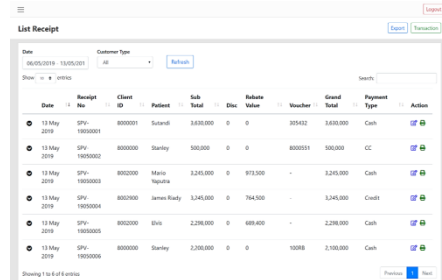 Logout
List Receipt
Export Transaction
Date Customer Type
06/05/2019 - 13/05/201 All Refresh
Show 10 entries Search:
Date Receipt No Client ID Patient Sub Total Disc Rebate Value Voucher Grand Total Payment Type Action
13 May 2019 SPV-19050001 8000001 Sutandi 3,630,000 0 0 305432 3,630,000 Cash
13 May 2019 SPV-19050002 8000000 Stanley 500,000 0 0 8000551 500,000 CC
13 May 2019 SPV-19050003 8002000 Mario Yaputra 3,245,000 0 973,500 - 3,245,000 Cash
13 May 2019 SPV-19050004 8002900 James Riady 3,245,000 0 764,500 - 3,245,000 Credit
13 May 2019 SPV-19050005 8002000 Elvis 2,298,000 0 689,400 - 2,298,000 Cash
13 May 2019 SPV-19050006 8000000 Stanley 2,200,000 0 0 100RB 2,100,000 Cash
Showing 1 to 6 of 6 entries Previous 1 Next